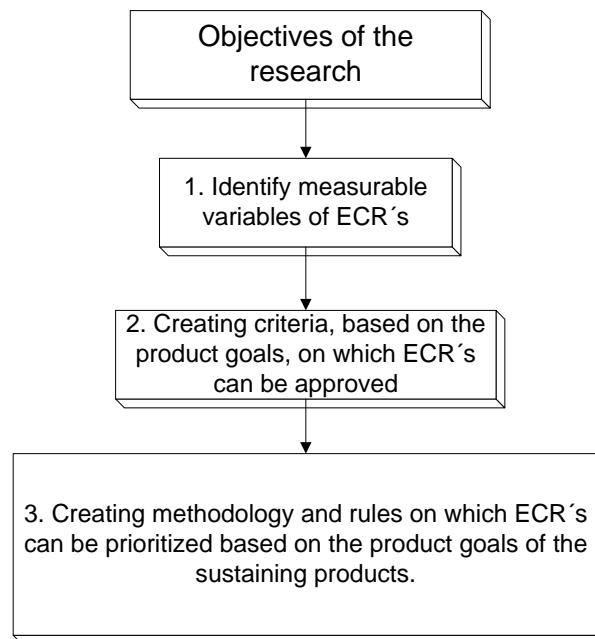 Objectives of the
research
1. Identify measurable
variables of ECR´s
2. Creating criteria, based on the
product goals, on which ECR´s
can be approved
3. Creating methodology and rules on which ECR´s
can be prioritized based on the product goals of the
sustaining products.